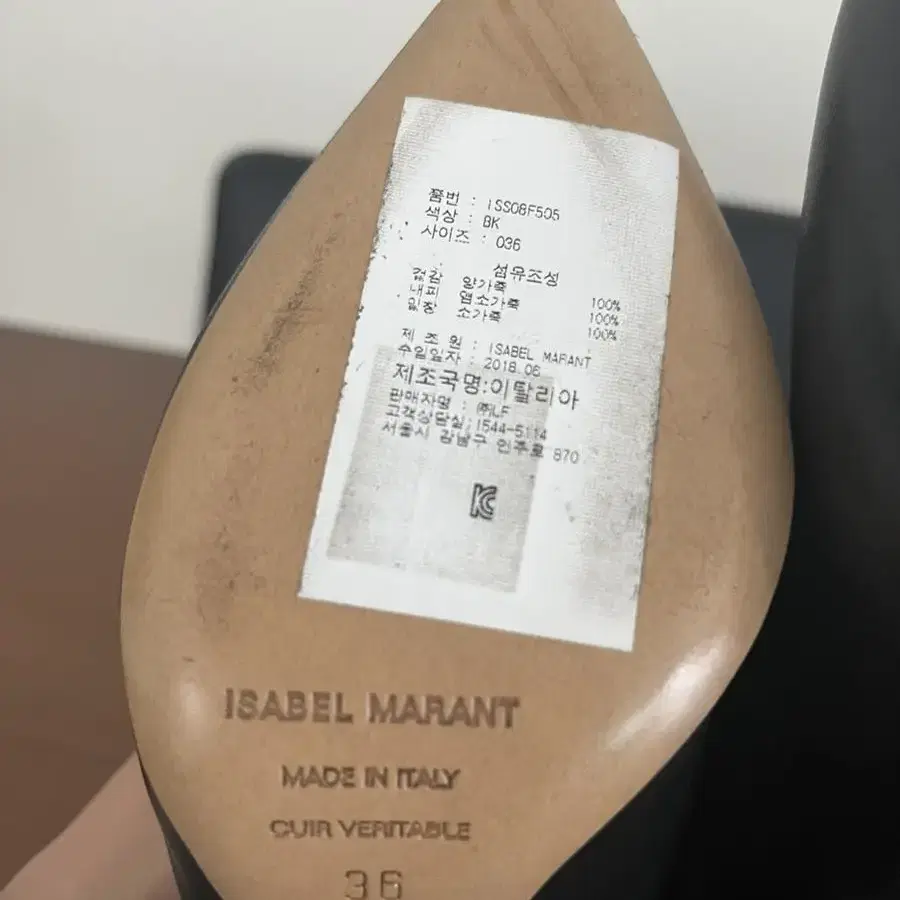 품번 : ISS08F505
색상 : BK
사이즈 : 036
섬유조성
겉감 양가죽 100%
내피 염소가죽 100%
밑창 소가죽 100%
제 조 원 : ISABEL MARANT
수입일자 : 2018.06
제조국명:이탈리아
판매자명 : ㈜LF
고객상담실:1544-5114
서울시 강남구 언주로 870
KC
ISABEL MARANT
MADE IN ITALY
CUIR VERITABLE
36